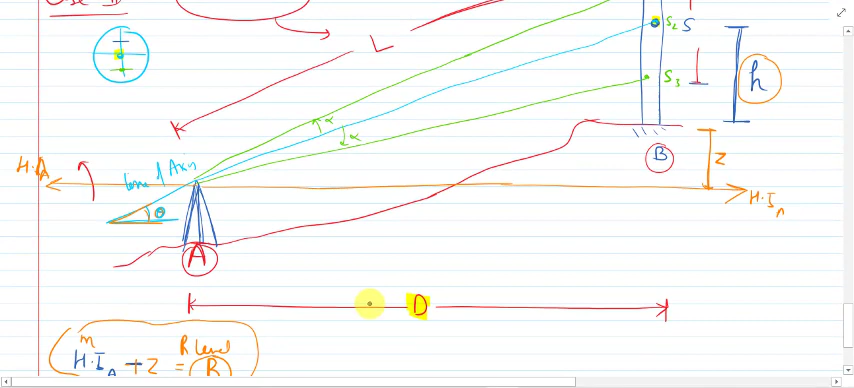 L
S₂ S
S₃
h
α
α
B
Z
H.I_A
line of Axis
θ
H.I_A
A
D
m
H.I_A + Z = R
R Level